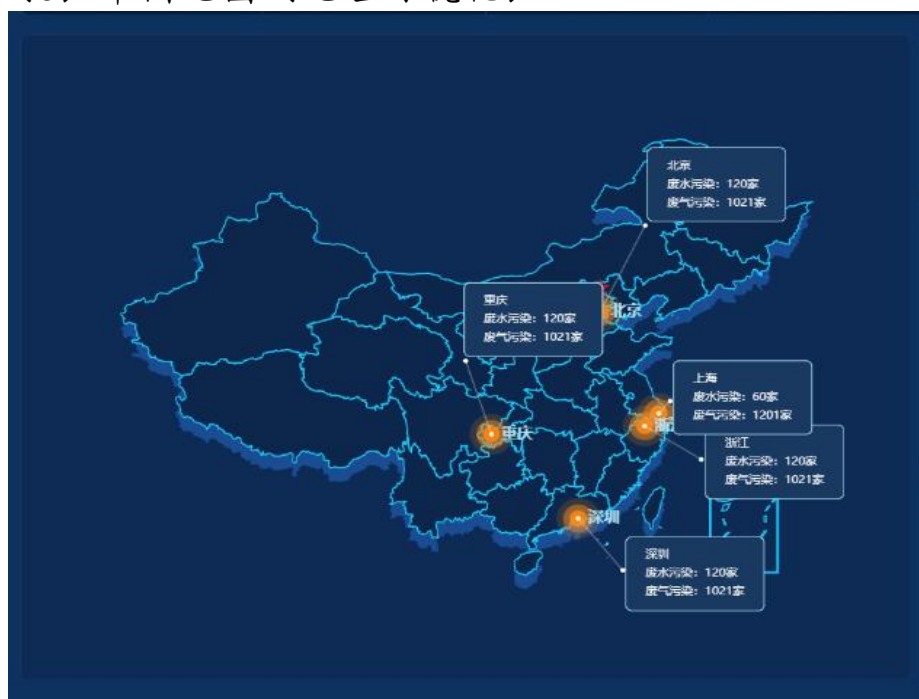 北京
废水污染：120家
废气污染：1021家
北京
重庆
废水污染：120家
废气污染：1021家
上海
废水污染：60家
废气污染：1201家
重庆
浙江
废水污染：120家
废气污染：1021家
深圳
深圳
废水污染：120家
废气污染：1021家